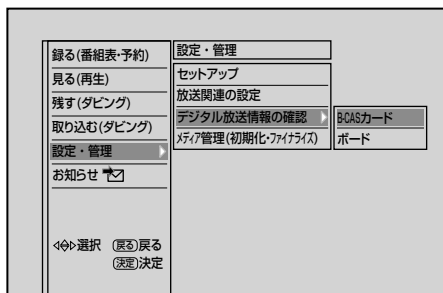 録る(番組表･予約)
見る(再生)
残す(ダビング)
取り込む(ダビング)
設定・管理
お知らせ
選択 戻る戻る
決定決定
設定・管理
セットアップ
放送関連の設定
デジタル放送情報の確認
ﾒﾃﾞｨｱ管理(初期化･ﾌｧｲﾅﾗｲｽﾞ)
B-CASカード
ボード